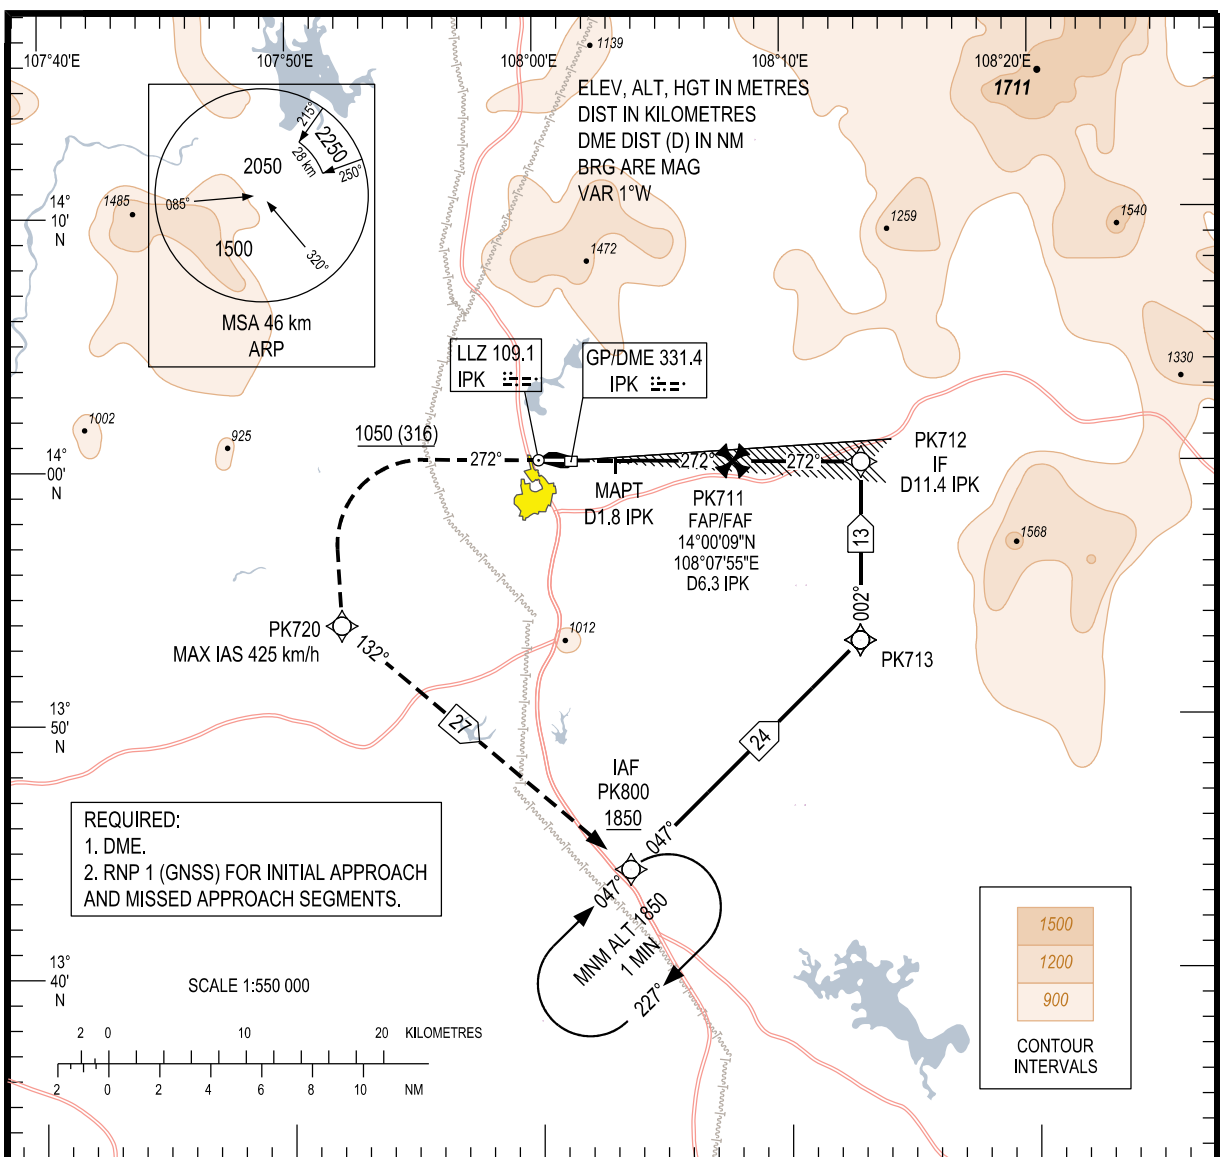 107°40'E
107°50'E
108°00'E
108°10'E
108°20'E
1139
1711
ELEV, ALT, HGT IN METRES
DIST IN KILOMETRES
DME DIST (D) IN NM
BRG ARE MAG
VAR 1°W
215°
2250
28 km
250°
2050
085°
1500
320°
MSA 46 km
ARP
1485
14°
10'
N
1472
1259
1540
1330
LLZ 109.1
IPK
GP/DME 331.4
IPK
1002
925
1050 (316)
14°
00'
N
272°
272°
272°
MAPT
D1.8 IPK
PK711
FAP/FAF
14°00'09"N
108°07'55"E
D6.3 IPK
PK712
IF
D11.4 IPK
13
002°
1568
PK713
1012
PK720
MAX IAS 425 km/h
132°
27
24
13°
50'
N
IAF
PK800
1850
047°
047°
MNM ALT 1850
1 MIN
227°
REQUIRED:
1. DME.
2. RNP 1 (GNSS) FOR INITIAL APPROACH
AND MISSED APPROACH SEGMENTS.
13°
40'
N
SCALE 1:550 000
2 0 10 20 KILOMETRES
2 0 2 4 6 8 10 NM
1500
1200
900
CONTOUR
INTERVALS